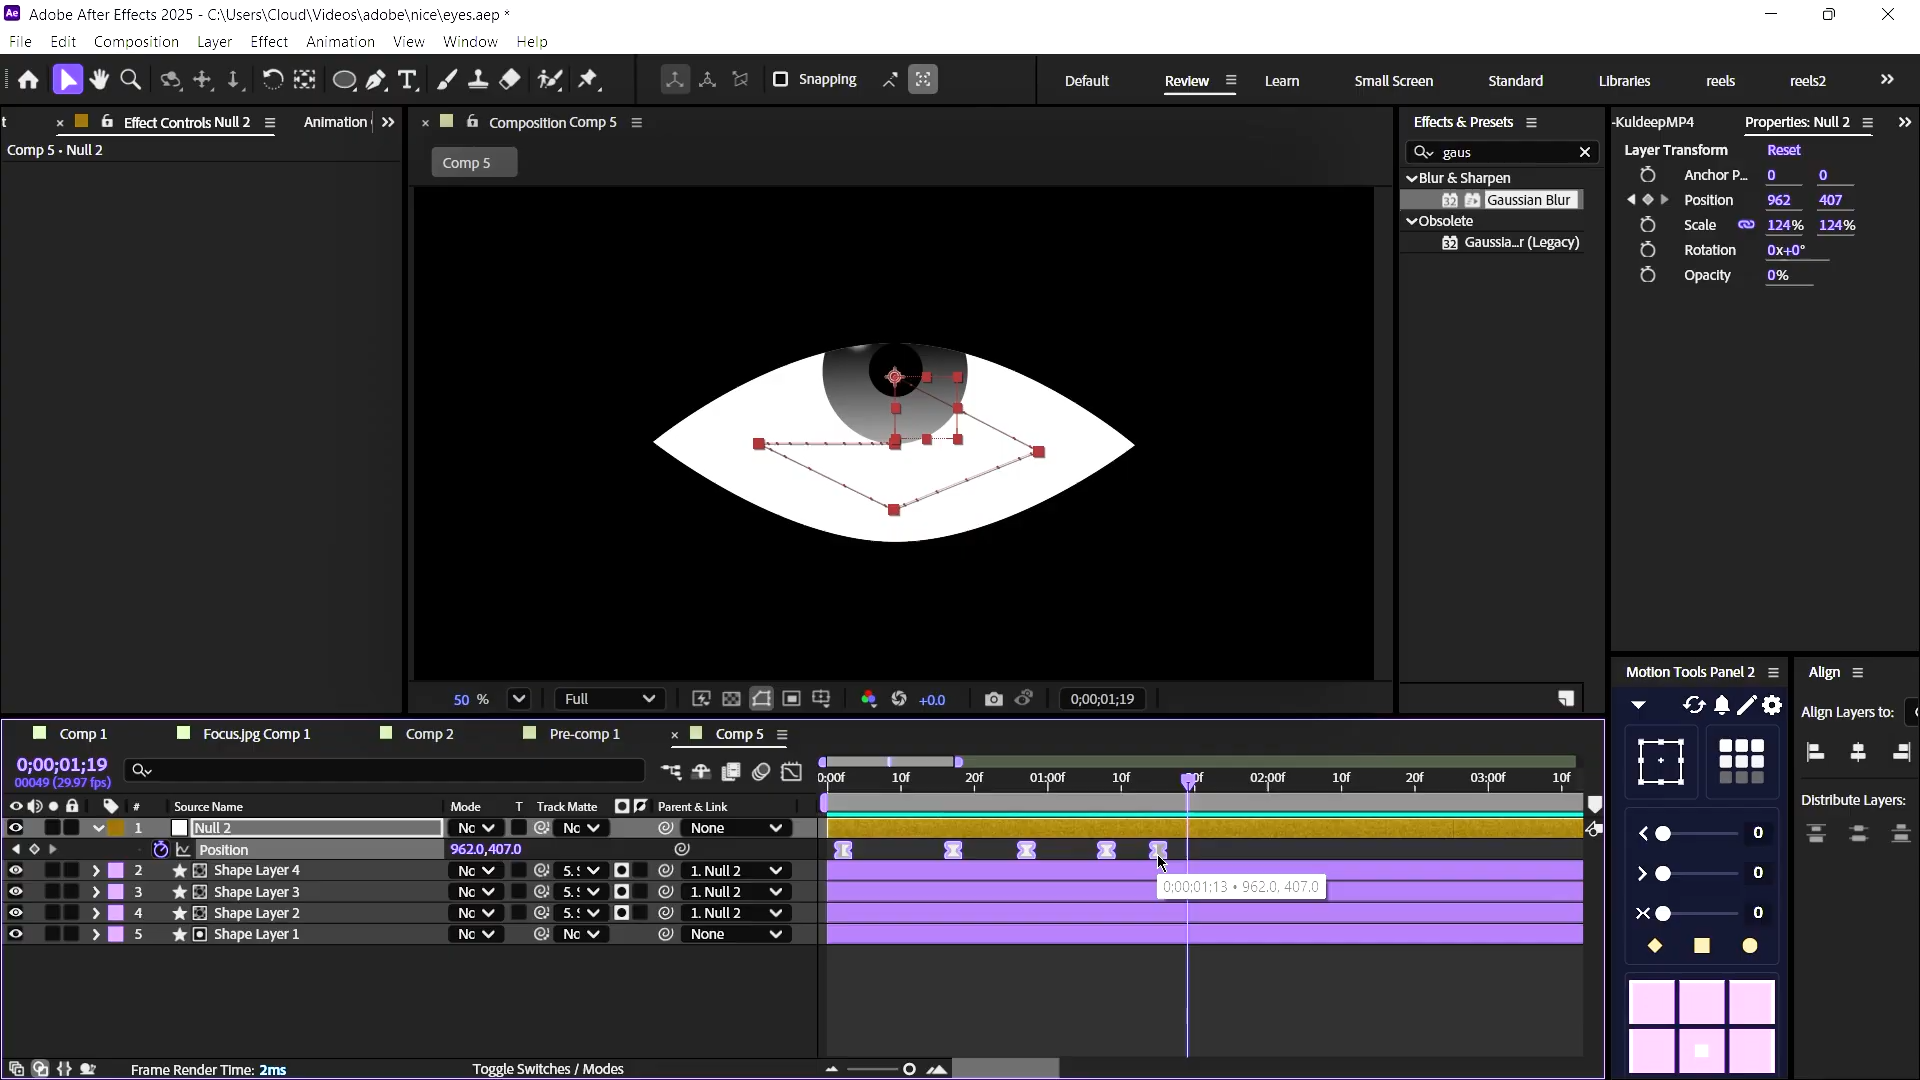 Ae Adobe After Effects 2025 - C:\Users\Cloud\Videos\adobe\nice\eyes.aep *
File Edit Composition Layer Effect Animation View Window Help
Snapping Default Review Learn Small Screen Standard Libraries reels reels2
t Effect Controls Null 2 Animation
Comp 5 • Null 2
Composition Comp 5
Comp 5
50 % Full +0.0 0;00;01;19
Effects & Presets
gaus
Blur & Sharpen
32 Gaussian Blur
Obsolete
32 Gaussia...r (Legacy)
-KuldeepMP4 Properties: Null 2
Layer Transform Reset
Anchor P... 0 0
Position 962 407
Scale 124% 124%
Rotation 0x+0°
Opacity 0%
Motion Tools Panel 2
0
0
0
Align
Align Layers to:
Distribute Layers:
Comp 1 Focus.jpg Comp 1 Comp 2 Pre-comp 1 Comp 5
0;00;01;19
00049 (29.97 fps)
0:00f 10f 20f 01:00f 10f 02:00f 10f 20f 03:00f 10f
# Source Name Mode T Track Matte Parent & Link
1 Null 2 Nc Nc None
Position 962.0,407.0
2 Shape Layer 4 Nc 5. 1. Null 2
3 Shape Layer 3 Nc 5. 1. Null 2
4 Shape Layer 2 Nc 5. 1. Null 2
5 Shape Layer 1 Nc Nc None
0;00;01;13 • 962.0, 407.0
Frame Render Time: 2ms Toggle Switches / Modes